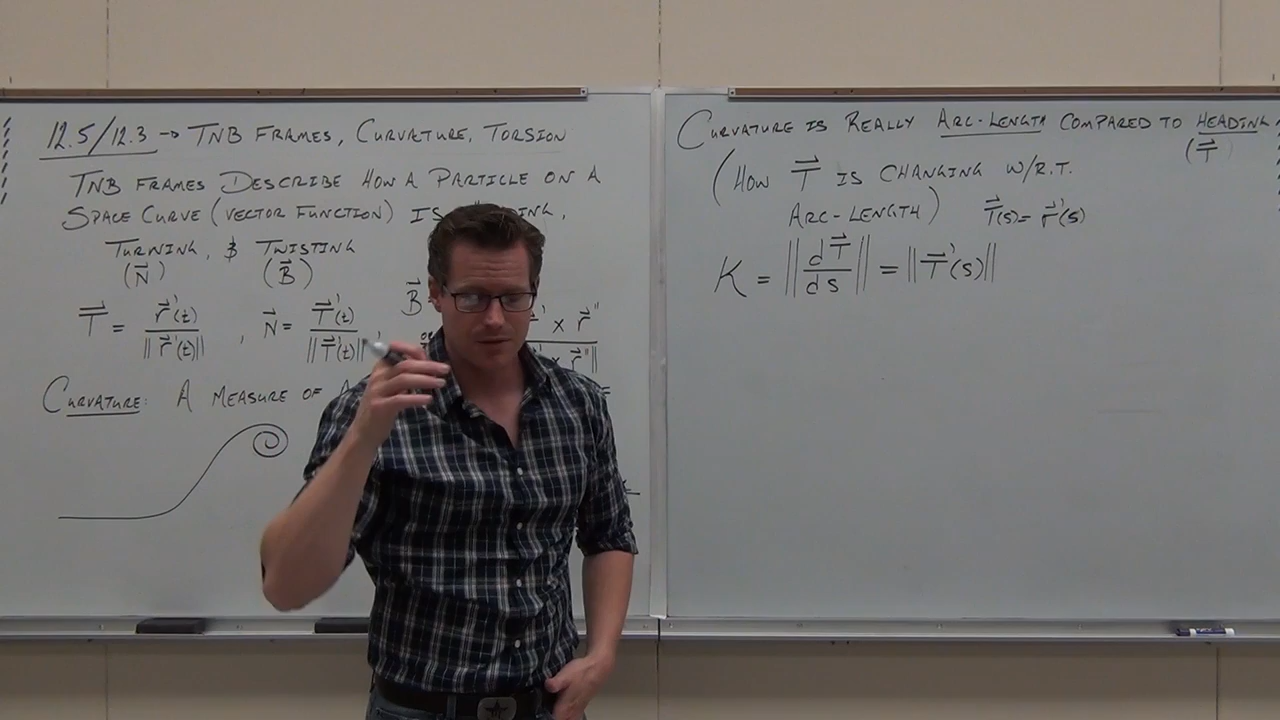 12.5/12.3 → TNB FRAMES, CURVATURE, TORSION
TNB FRAMES DESCRIBE HOW A PARTICLE ON A
SPACE CURVE (VECTOR FUNCTION) IS
TURNING, & TWISTING
(N⃗) (B⃗)
T⃗ = r⃗'(t) / ||r⃗'(t)|| , N⃗ = T⃗'(t) / ||T⃗'(t)|| , B⃗
OR
x r⃗''
x r⃗''||
CURVATURE: A MEASURE OF
CURVATURE IS REALLY ARC-LENGTH COMPARED TO HEADING
(T⃗)
(HOW T⃗ IS CHANGING W/R.T.
ARC-LENGTH) T⃗(s) = r⃗'(s)
K = ||dT⃗/ds|| = ||T⃗'(s)||